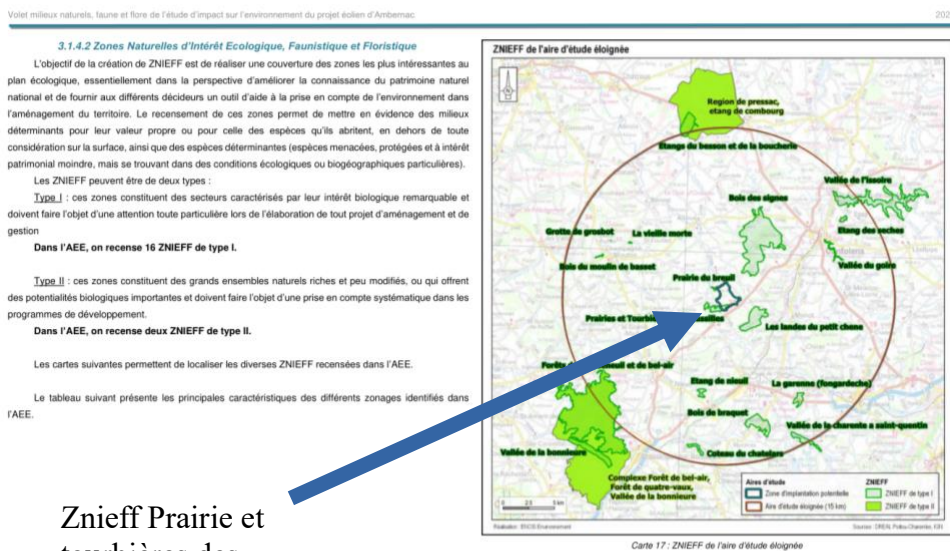 Volet milieux naturels, faune et flore de l'étude d'impact sur l'environnement du projet éolien d'Ambernac
202
3.1.4.2 Zones Naturelles d'Intérêt Ecologique, Faunistique et Floristique
L'objectif de la création de ZNIEFF est de réaliser une couverture des zones les plus intéressantes au
plan écologique, essentiellement dans la perspective d'améliorer la connaissance du patrimoine naturel
national et de fournir aux différents décideurs un outil d'aide à la prise en compte de l'environnement dans
l'aménagement du territoire. Le recensement de ces zones permet de mettre en évidence des milieux
déterminants pour leur valeur propre ou pour celle des espèces qu'ils abritent, en dehors de toute
considération sur la surface, ainsi que des espèces déterminantes (espèces menacées, protégées et à intérêt
patrimonial moindre, mais se trouvant dans des conditions écologiques ou biogéographiques particulières).
Les ZNIEFF peuvent être de deux types :
Type I : ces zones constituent des secteurs caractérisés par leur intérêt biologique remarquable et
doivent faire l'objet d'une attention toute particulière lors de l'élaboration de tout projet d'aménagement et de
gestion
Dans l'AEE, on recense 16 ZNIEFF de type I.
Type II : ces zones constituent des grands ensembles naturels riches et peu modifiés, ou qui offrent
des potentialités biologiques importantes et doivent faire l'objet d'une prise en compte systématique dans les
programmes de développement.
Dans l'AEE, on recense deux ZNIEFF de type II.
Les cartes suivantes permettent de localiser les diverses ZNIEFF recensées dans l'AEE.
Le tableau suivant présente les principales caractéristiques des différents zonages identifiés dans
l'AEE.
Znieff Prairie et
tourbières des
ZNIEFF de l'aire d'étude éloignée
Region de pressac,
etang de combourg
Etangs du besson et de la boucherie
Vallée de l'issoire
Bois des signes
Grotte de grosbot
La vieille morte
Etang des seches
Bois du moulin de basset
Vallée du goire
Prairie du breuil
Prairies et
Les landes du petit chene
et de bel-air
Etang de nieuil
La garonne (fongardeche)
Bois de braquet
Vallée de la charente a saint-quentin
Vallée de la bonnieure
Coteau du chatelars
Complexe Forêt de bel-air,
Forêt de quatre-vaux,
Vallée de la bonnieure
Aires d'étude
Zone d'implantation potentielle
Aire d'étude éloignée (15 km)
ZNIEFF
ZNIEFF de type I
ZNIEFF de type II
0 2.5 5 km
Carte 17 : ZNIEFF de l'aire d'étude éloignée